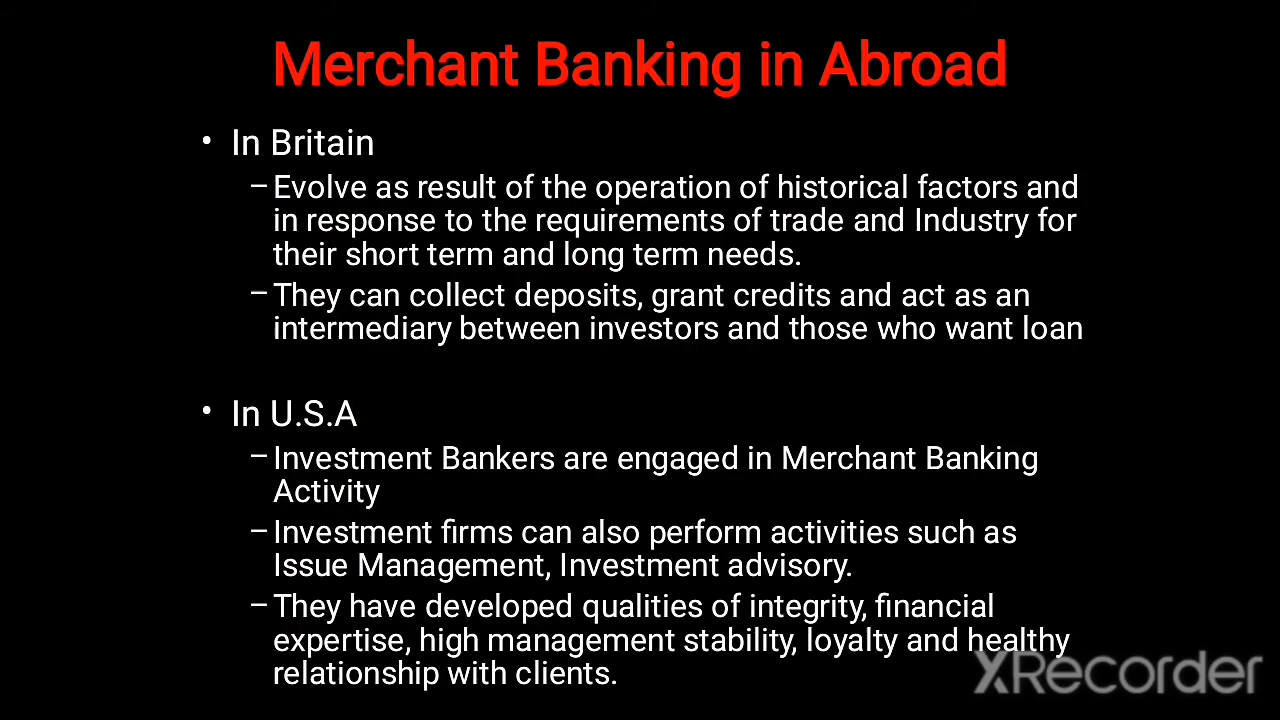 Merchant Banking in Abroad
• In Britain
–Evolve as result of the operation of historical factors and
in response to the requirements of trade and Industry for
their short term and long term needs.
–They can collect deposits, grant credits and act as an
intermediary between investors and those who want loan
• In U.S.A
–Investment Bankers are engaged in Merchant Banking
Activity
–Investment firms can also perform activities such as
Issue Management, Investment advisory.
–They have developed qualities of integrity, financial
expertise, high management stability, loyalty and healthy
relationship with clients.
XRecorder